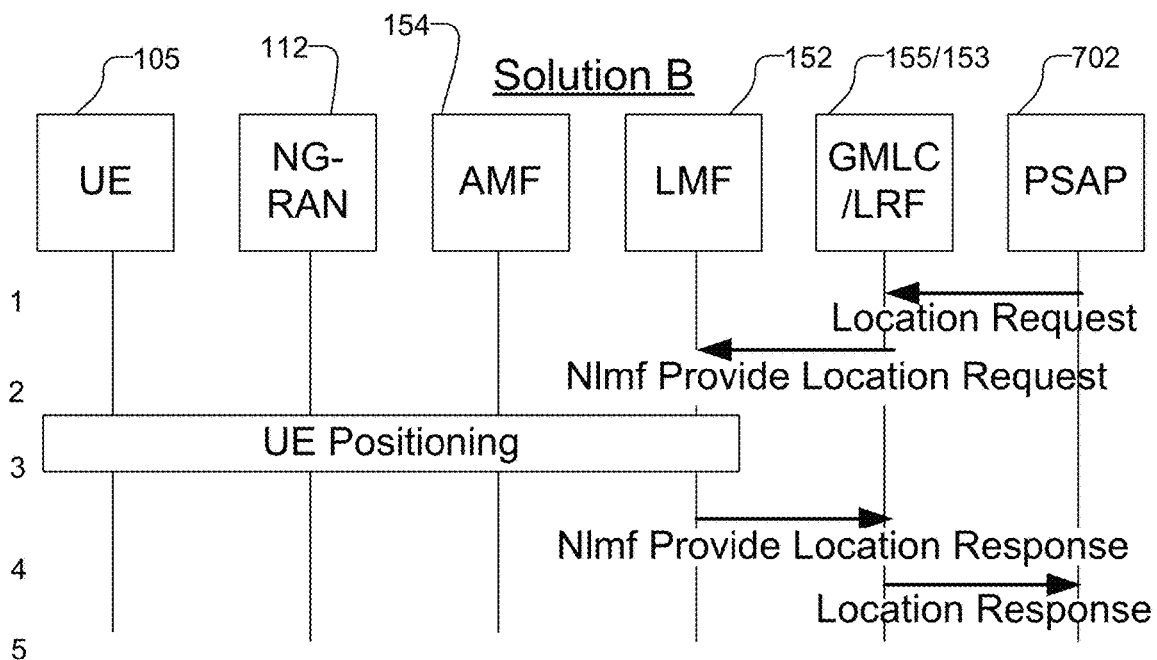 105
112
154
Solution B
152
155/153
702
UE
NG-
RAN
AMF
LMF
GMLC
/LRF
PSAP
1
Location Request
Nlmf Provide Location Request
2
UE Positioning
3
Nlmf Provide Location Response
4
Location Response
5